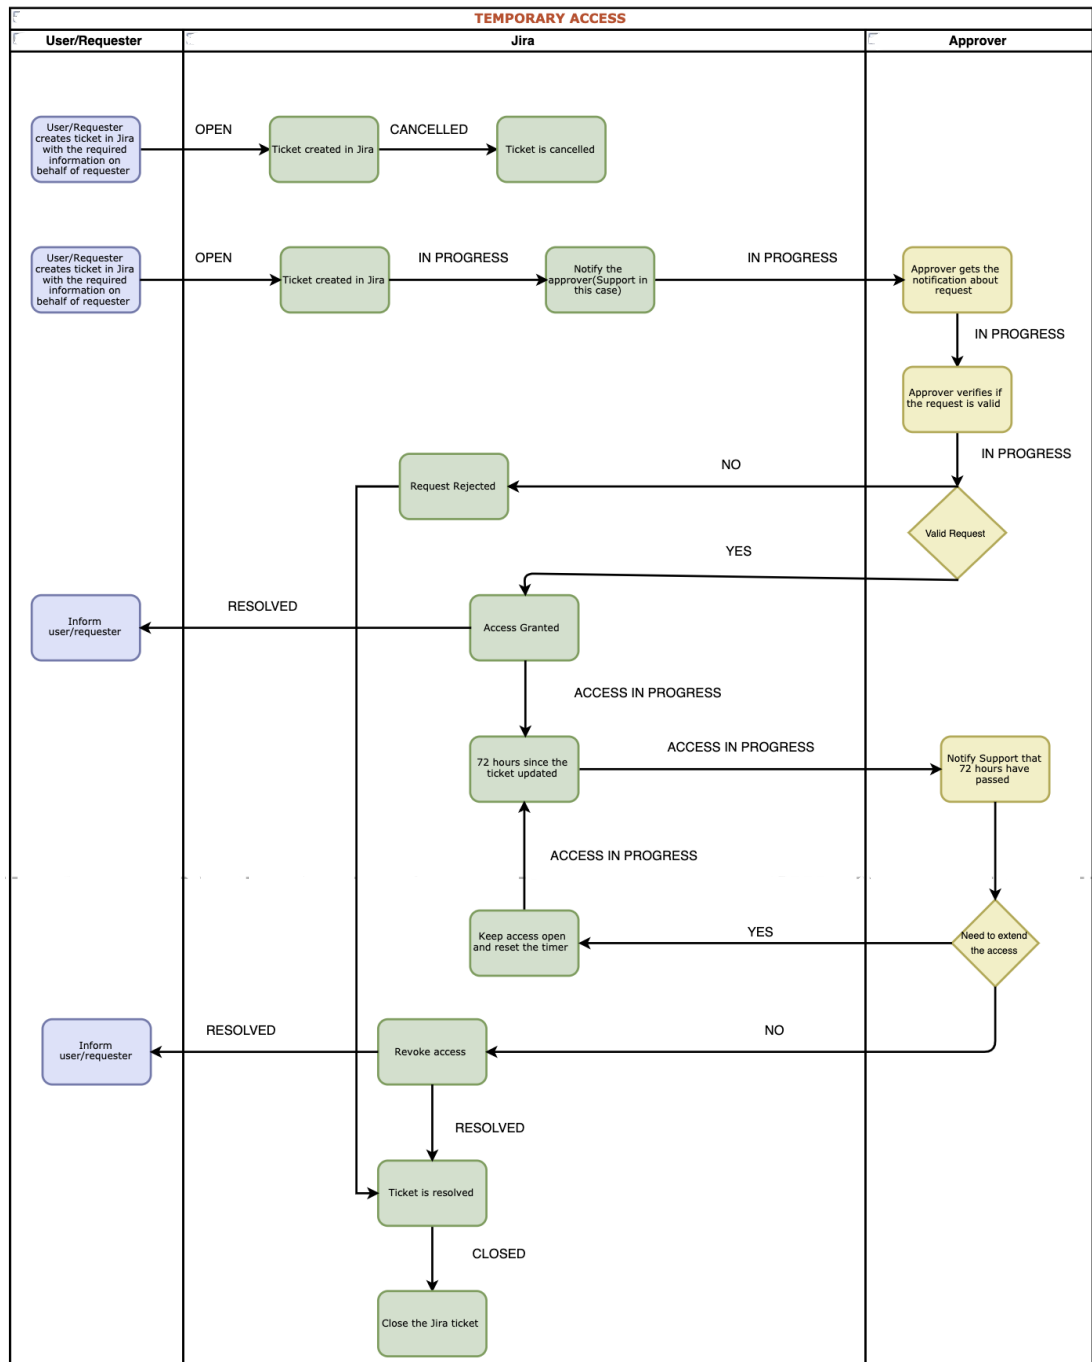 TEMPORARY ACCESS
User/Requester
Jira
Approver
User/Requester
creates ticket in Jira
with the required
information on
behalf of requester
OPEN
Ticket created in Jira
CANCELLED
Ticket is cancelled
User/Requester
creates ticket in Jira
with the required
information on
behalf of requester
OPEN
Ticket created in Jira
IN PROGRESS
Notify the
approver(Support in
this case)
IN PROGRESS
Approver gets the
notification about
request
IN PROGRESS
Approver verifies if
the request is valid
IN PROGRESS
NO
Request Rejected
Valid Request
YES
Inform
user/requester
RESOLVED
Access Granted
ACCESS IN PROGRESS
72 hours since the
ticket updated
ACCESS IN PROGRESS
Notify Support that
72 hours have
passed
ACCESS IN PROGRESS
Keep access open
and reset the timer
YES
Need to extend
the access
Inform
user/requester
RESOLVED
Revoke access
NO
RESOLVED
Ticket is resolved
CLOSED
Close the Jira ticket